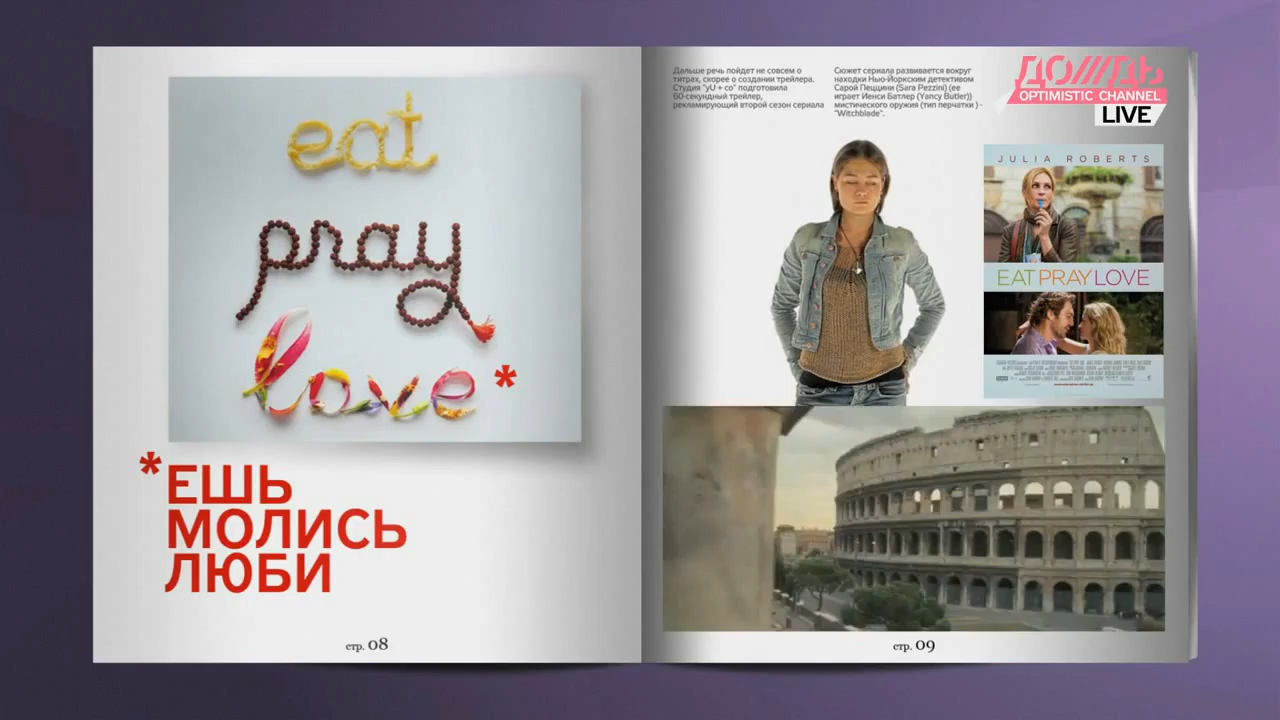 eat
pray
love*
*ЕШЬ
МОЛИСЬ
ЛЮБИ
стр. 08
Дальше речь пойдет не совсем о
титрах, скорее о создании трейлера.
Студия "yU + co" подготовила
60-секундный трейлер,
рекламирующий второй сезон сериала
Сюжет сериала развивается вокруг
находки Нью-Йоркским детективом
Сарой Пеццини (Sara Pezzini) (ее
играет Йенси Батлер (Yancy Butler))
мистического оружия (тип перчатки ) -
"Witchblade".
ДОЖДЬ
OPTIMISTIC CHANNEL
LIVE
JULIA ROBERTS
EAT PRAY LOVE
стр. 09